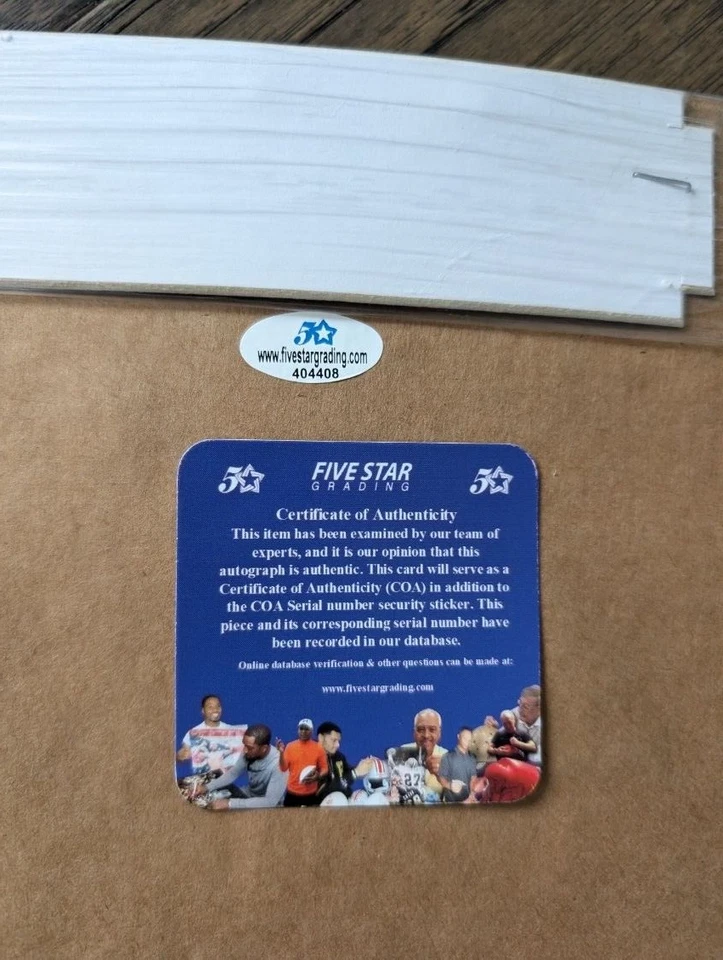 5
www.fivestargrading.com
404408
5 FIVE STAR 5
GRADING
Certificate of Authenticity
This item has been examined by our team of
experts, and it is our opinion that this
autograph is authentic. This card will serve as a
Certificate of Authenticity (COA) in addition to
the COA Serial number security sticker. This
piece and its corresponding serial number have
been recorded in our database.
Online database verification & other questions can be made at:
www.fivestargrading.com
27